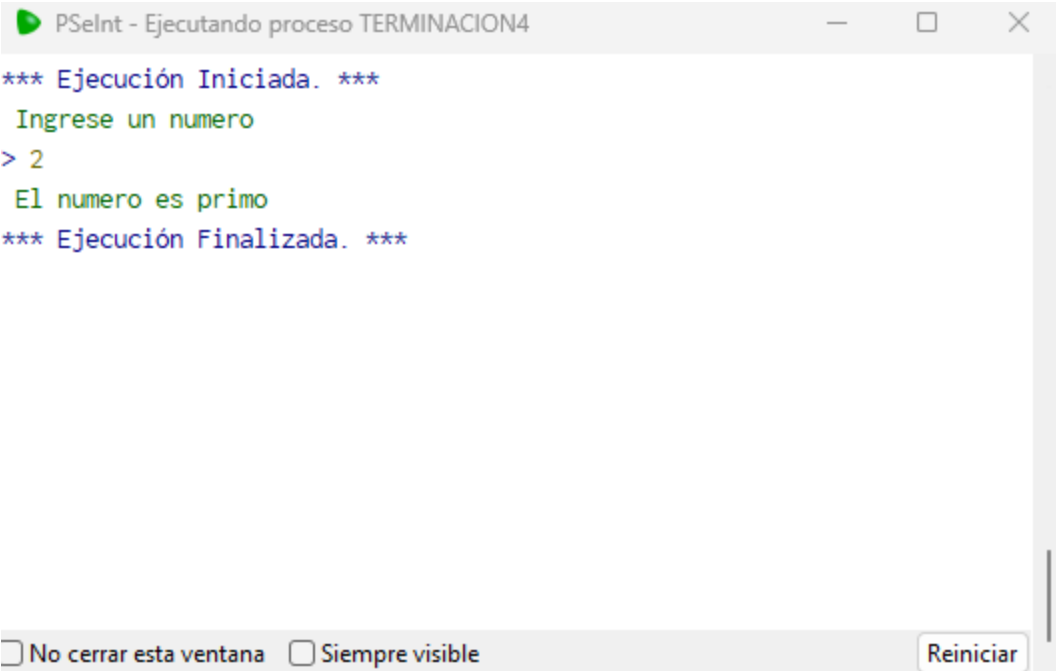 PSeInt - Ejecutando proceso TERMINACION4
*** Ejecución Iniciada. ***
Ingrese un numero
> 2
El numero es primo
*** Ejecución Finalizada. ***
No cerrar esta ventana Siempre visible Reiniciar